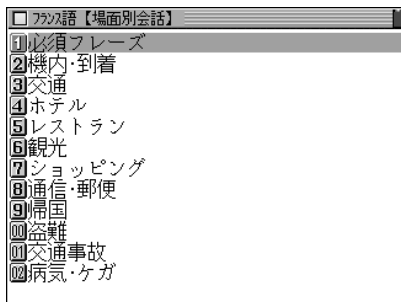 フランス語【場面別会話】
1必須フレーズ
2機内·到着
3交通
4ホテル
5レストラン
6観光
7ショッピング
8通信·郵便
9帰国
00盗難
01交通事故
02病気·ケガ